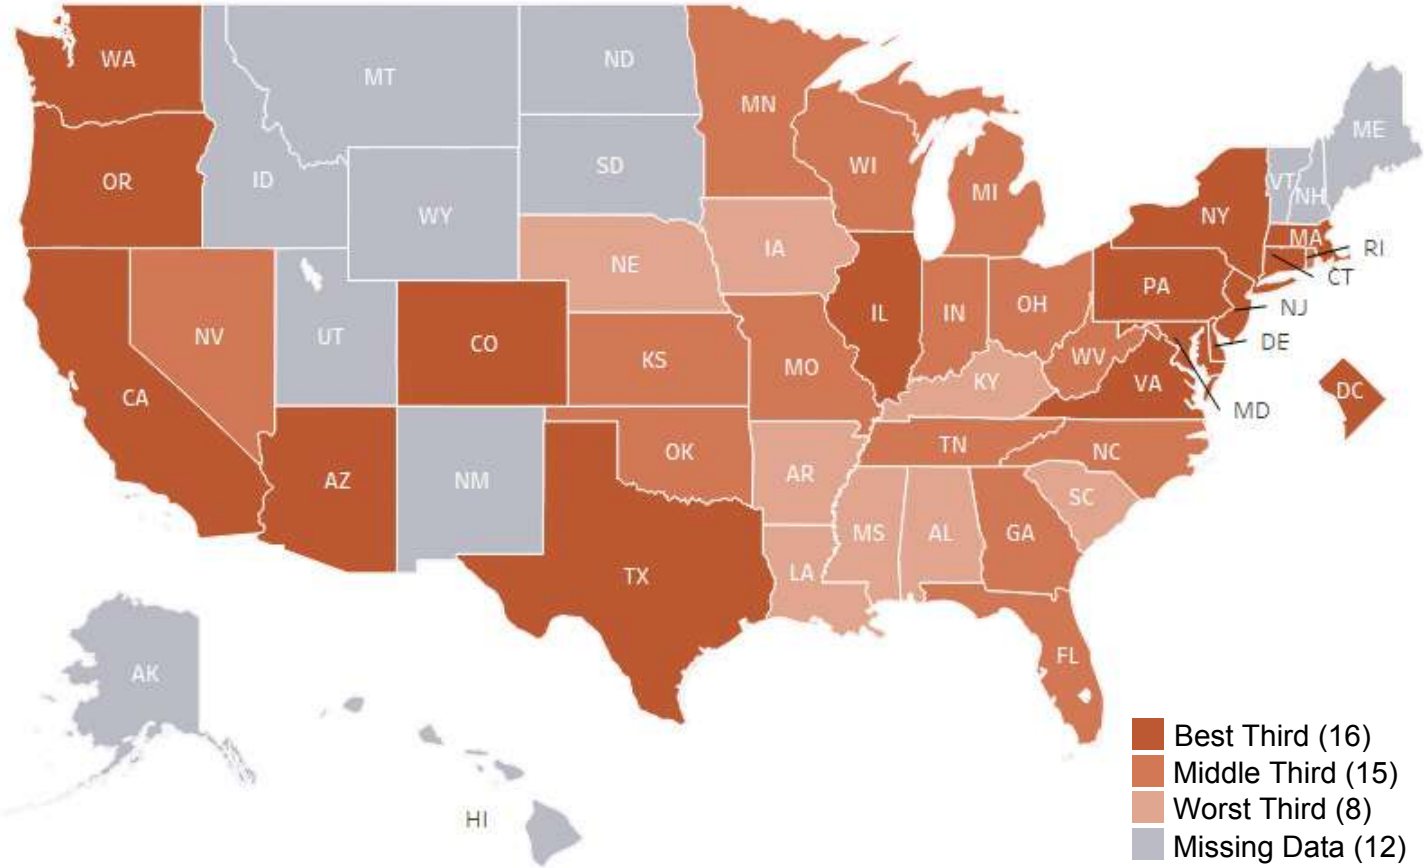 WA
MT
ND
MN
ME
OR
ID
SD
WI
MI
VT
NH
WY
NY
MA
RI
CT
NE
IA
PA
NV
UT
CO
IL
IN
OH
NJ
DE
KS
MO
WV
VA
MD
DC
CA
KY
AZ
NM
OK
AR
TN
NC
SC
TX
LA
MS
AL
GA
FL
AK
HI
Best Third (16)
Middle Third (15)
Worst Third (8)
Missing Data (12)